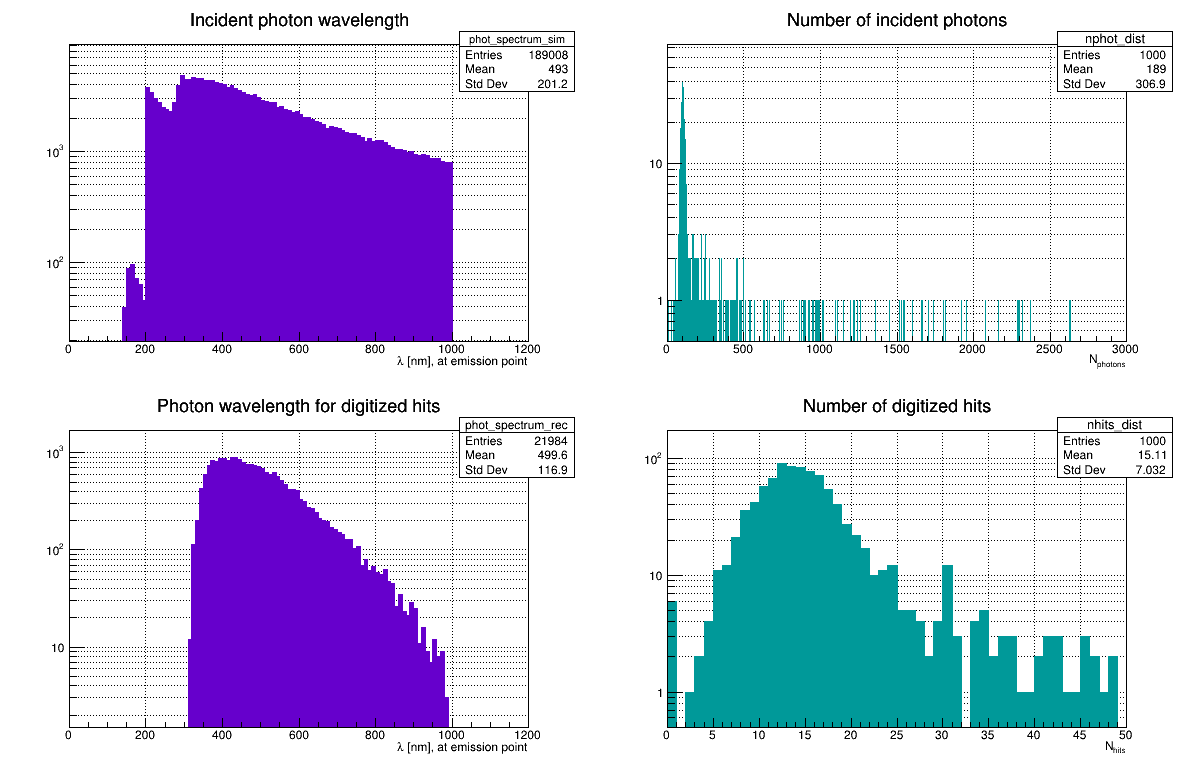 Incident photon wavelength
phot_spectrum_sim
Entries 189008
Mean 493
Std Dev 201.2
10³
10²
0 200 400 600 800 1000 1200
λ [nm], at emission point
Number of incident photons
nphot_dist
Entries 1000
Mean 189
Std Dev 306.9
10
1
0 500 1000 1500 2000 2500 3000
N_photons
Photon wavelength for digitized hits
phot_spectrum_rec
Entries 21984
Mean 499.6
Std Dev 116.9
10³
10²
10
0 200 400 600 800 1000 1200
λ [nm], at emission point
Number of digitized hits
nhits_dist
Entries 1000
Mean 15.11
Std Dev 7.032
10²
10
1
0 5 10 15 20 25 30 35 40 45 50
N_hits